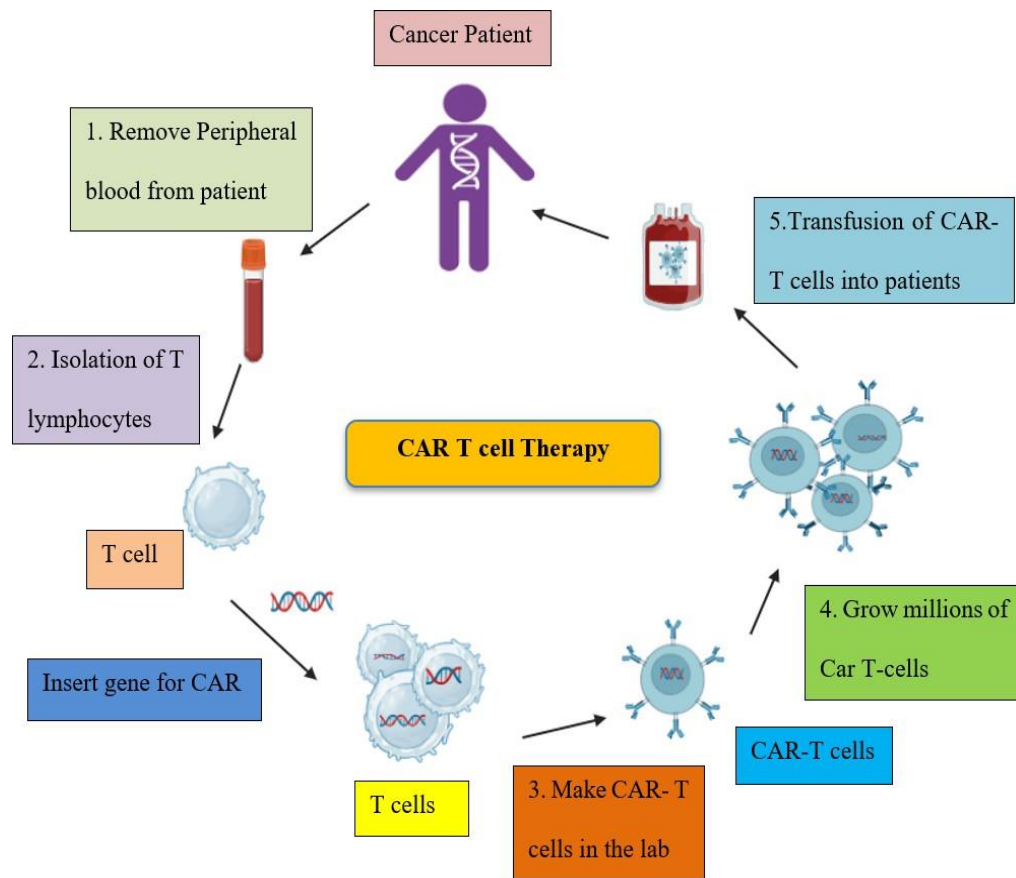 Cancer Patient
1. Remove Peripheral
blood from patient
2. Isolation of T
lymphocytes
T cell
Insert gene for CAR
T cells
3. Make CAR- T
cells in the lab
CAR-T cells
4. Grow millions of
Car T-cells
5.Transfusion of CAR-
T cells into patients
CAR T cell Therapy